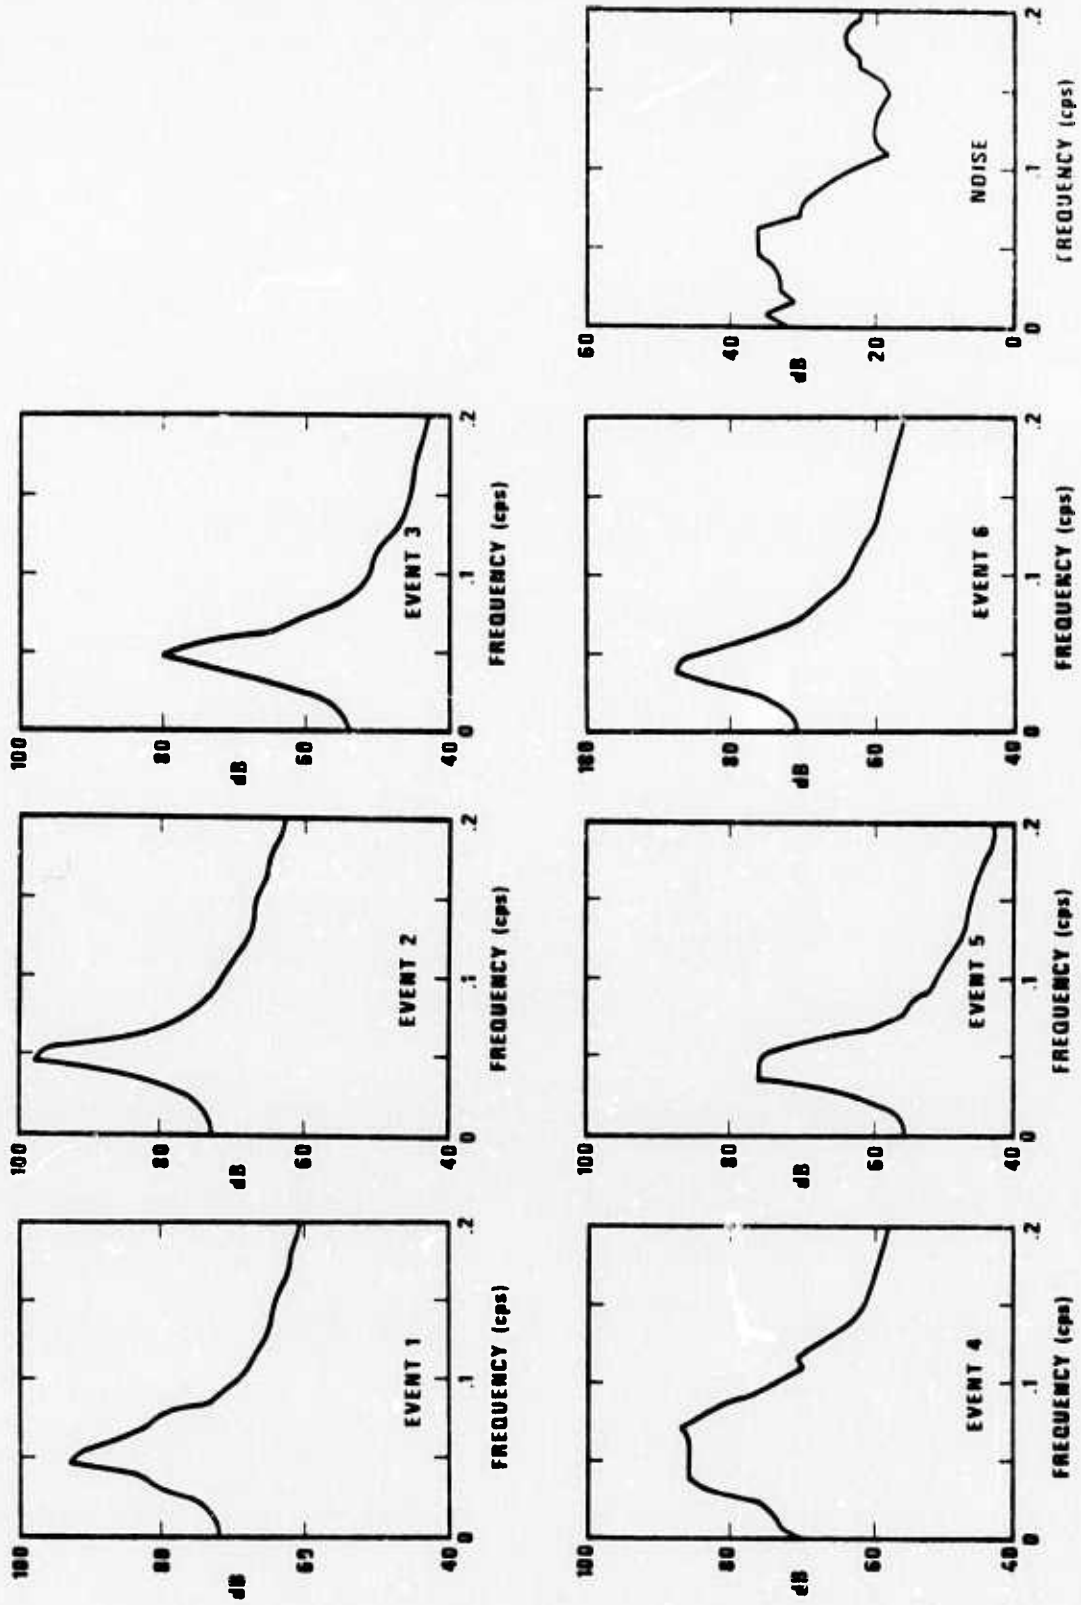 100
80
dB
65
40
0
.1
.2
EVENT 1
FREQUENCY (cps)
100
80
dB
60
40
0
.1
.2
EVENT 2
FREQUENCY (cps)
100
80
dB
60
40
0
.1
.2
EVENT 3
FREQUENCY (cps)
100
80
dB
60
40
0
.1
.2
EVENT 4
FREQUENCY (cps)
100
80
dB
60
40
0
.1
.2
EVENT 5
FREQUENCY (cps)
180
80
dB
60
40
0
.1
.2
EVENT 6
FREQUENCY (cps)
60
40
dB
20
0
0
.1
.2
NOISE
FREQUENCY (cps)